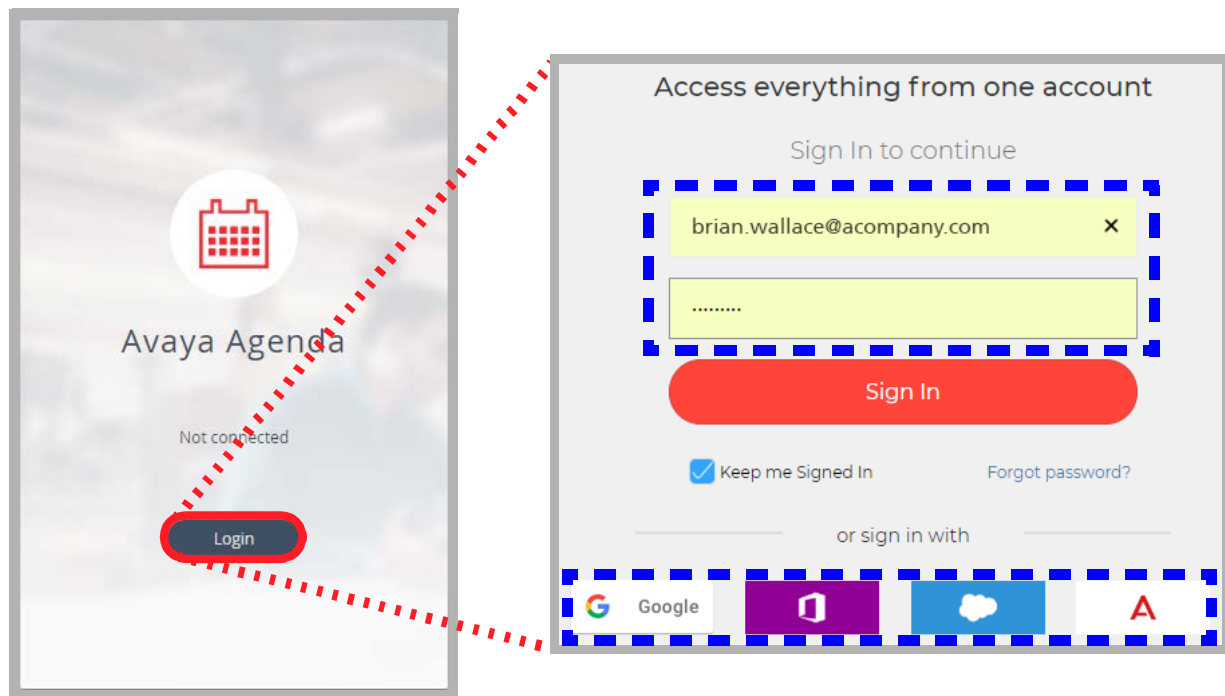 Avaya Agenda
Not connected
Login
Access everything from one account
Sign In to continue
brian.wallace@acompany.com ×
.........
Sign In
Keep me Signed In Forgot password?
or sign in with
G Google A